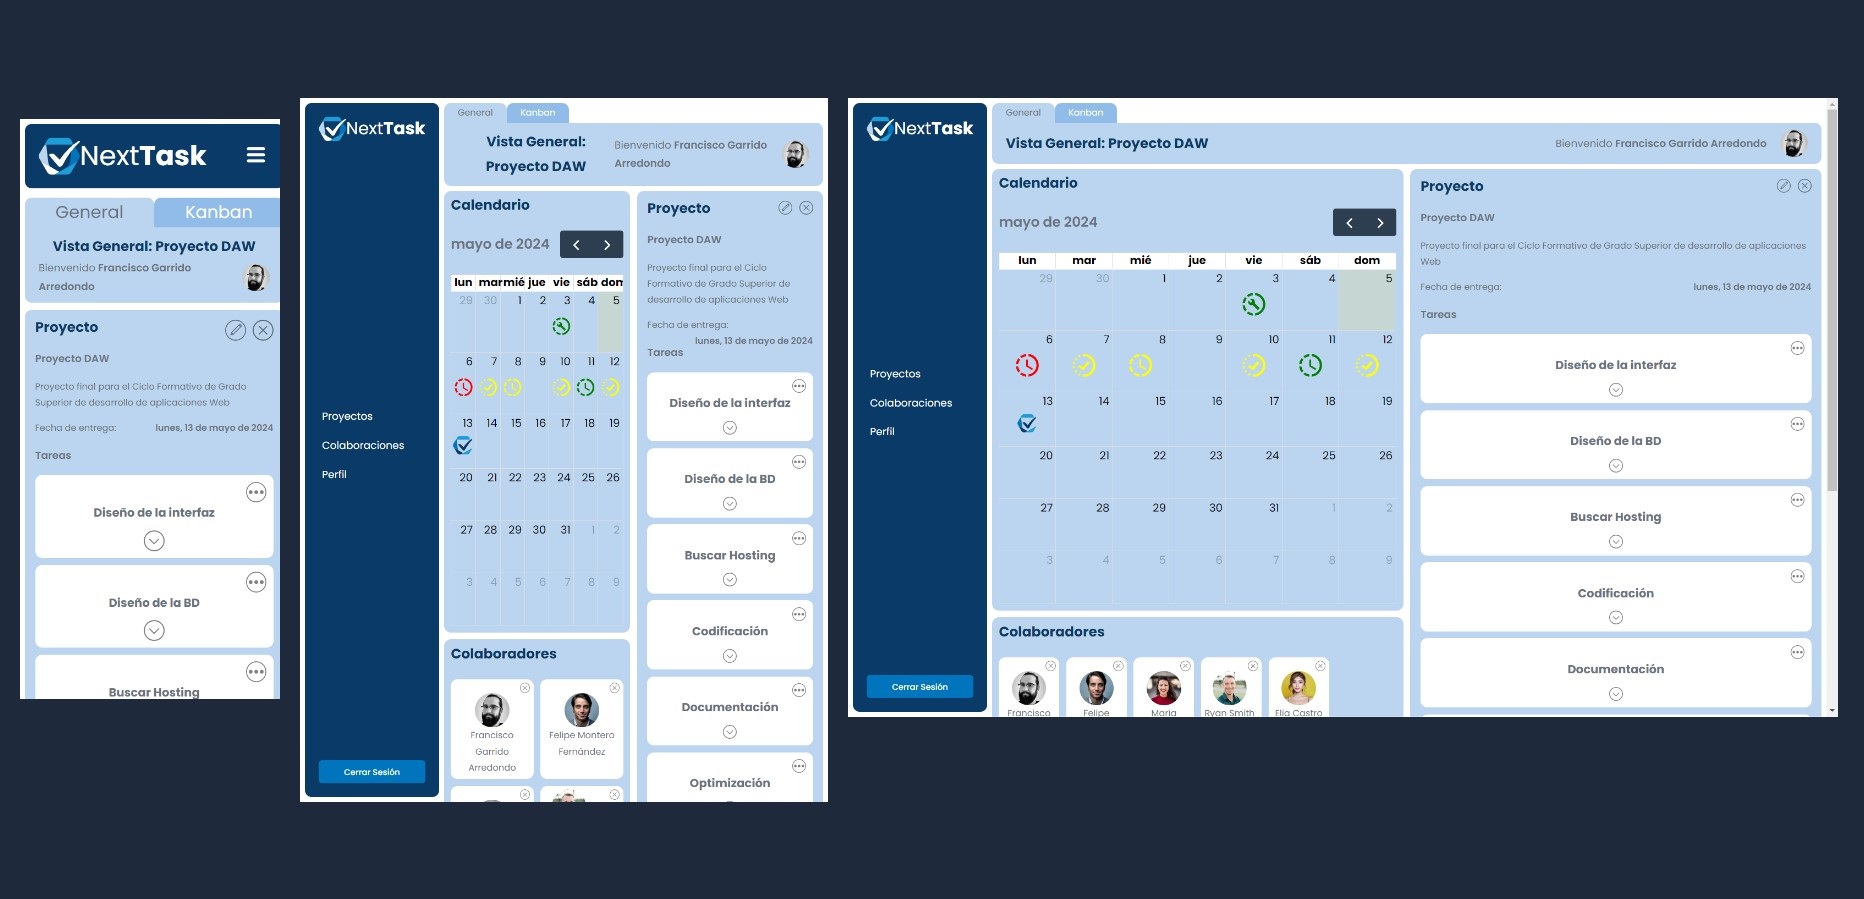 NextTask
General Kanban
Vista General: Proyecto DAW
Bienvenido Francisco Garrido
Arredondo
Proyecto
Proyecto DAW
Proyecto final para el Ciclo Formativo de Grado
Superior de desarrollo de aplicaciones Web
Fecha de entrega: lunes, 13 de mayo de 2024
Tareas
Diseño de la interfaz
Diseño de la BD
Buscar Hosting
NextTask
Proyectos
Colaboraciones
Perfil
Cerrar Sesión
General Kanban
Vista General:
Proyecto DAW
Bienvenido Francisco Garrido
Arredondo
Calendario
mayo de 2024
lun mar mié jue vie sáb dom
29 30 1 2 3 4 5
6 7 8 9 10 11 12
13 14 15 16 17 18 19
20 21 22 23 24 25 26
27 28 29 30 31 1 2
3 4 5 6 7 8 9
Colaboradores
Francisco
Garrido
Arredondo
Felipe Montero
Fernández
Proyecto
Proyecto DAW
Proyecto final para el Ciclo
Formativo de Grado Superior de
desarrollo de aplicaciones Web
Fecha de entrega:
lunes, 13 de mayo de 2024
Tareas
Diseño de la interfaz
Diseño de la BD
Buscar Hosting
Codificación
Documentación
Optimización
NextTask
Proyectos
Colaboraciones
Perfil
Cerrar Sesión
General Kanban
Vista General: Proyecto DAW
Bienvenido Francisco Garrido Arredondo
Calendario
mayo de 2024
lun mar mié jue vie sáb dom
29 30 1 2 3 4 5
6 7 8 9 10 11 12
13 14 15 16 17 18 19
20 21 22 23 24 25 26
27 28 29 30 31 1 2
3 4 5 6 7 8 9
Colaboradores
Francisco Felipe Maria Ryan Smith Elia Castro
Proyecto
Proyecto DAW
Proyecto final para el Ciclo Formativo de Grado Superior de desarrollo de aplicaciones
Web
Fecha de entrega: lunes, 13 de mayo de 2024
Tareas
Diseño de la interfaz
Diseño de la BD
Buscar Hosting
Codificación
Documentación